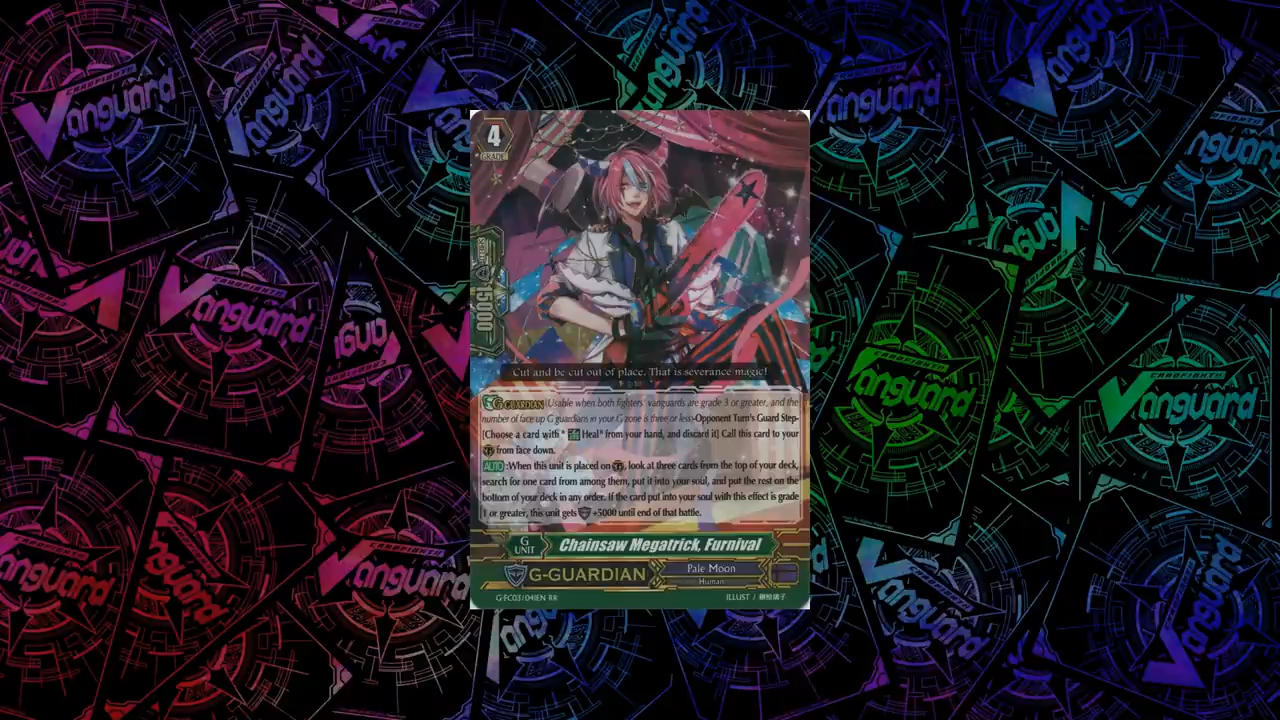 4
GRADE
15000
Cut and be cut out of place. That is severance magic!
G GUARDIAN (Usable when both fighters' vanguards are grade 3 or greater, and the
number of face up G guardians in your G zone is three or less)-Opponent Turn's Guard Step-
[Choose a card with " Heal" from your hand, and discard it] Call this card to your
from face down.
AUTO :When this unit is placed on , look at three cards from the top of your deck,
search for one card from among them, put it into your soul, and put the rest on the
bottom of your deck in any order. If the card put into your soul with this effect is grade
1 or greater, this unit gets +5000 until end of that battle.
G UNIT
Chainsaw Megatrick, Furnival
G-GUARDIAN
Pale Moon
Human
G-FC03/041EN RR
ILLUST /
CARDFIGHT!!
Vanguard